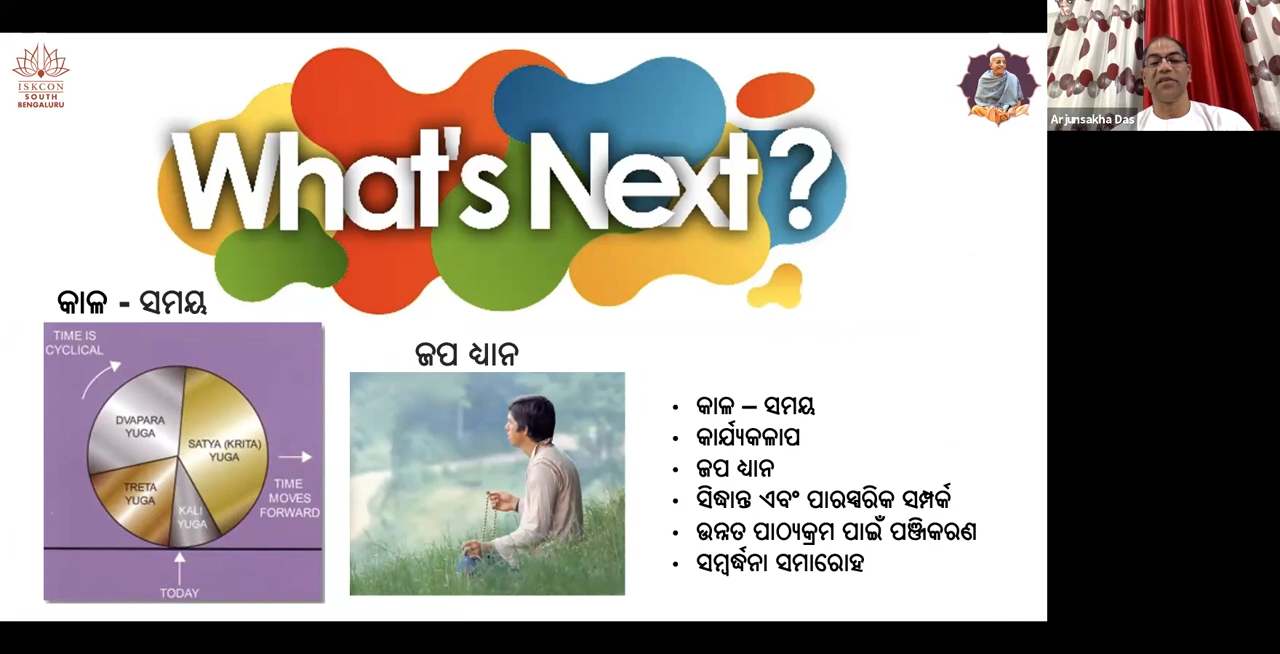 ISKCON
SOUTH
BENGALURU
What's Next?
Arjunsakha Das
କାଳ - ସମୟ
TIME IS
CYCLICAL
DVAPARA
YUGA
SATYA (KRITA)
YUGA
TRETA
YUGA
KALI
YUGA
TIME
MOVES
FORWARD
TODAY
ଜପ ଧ୍ୟାନ
• କାଳ – ସମୟ
• କାର୍ଯ୍ୟକଳାପ
• ଜପ ଧ୍ୟାନ
• ସିଦ୍ଧାନ୍ତ ଏବଂ ପାରସ୍ପରିକ ସମ୍ପର୍କ
• ଉନ୍ନତ ପାଠ୍ୟକ୍ରମ ପାଇଁ ପଞ୍ଜିକରଣ
• ସମ୍ବର୍ଦ୍ଧନା ସମାରୋହ